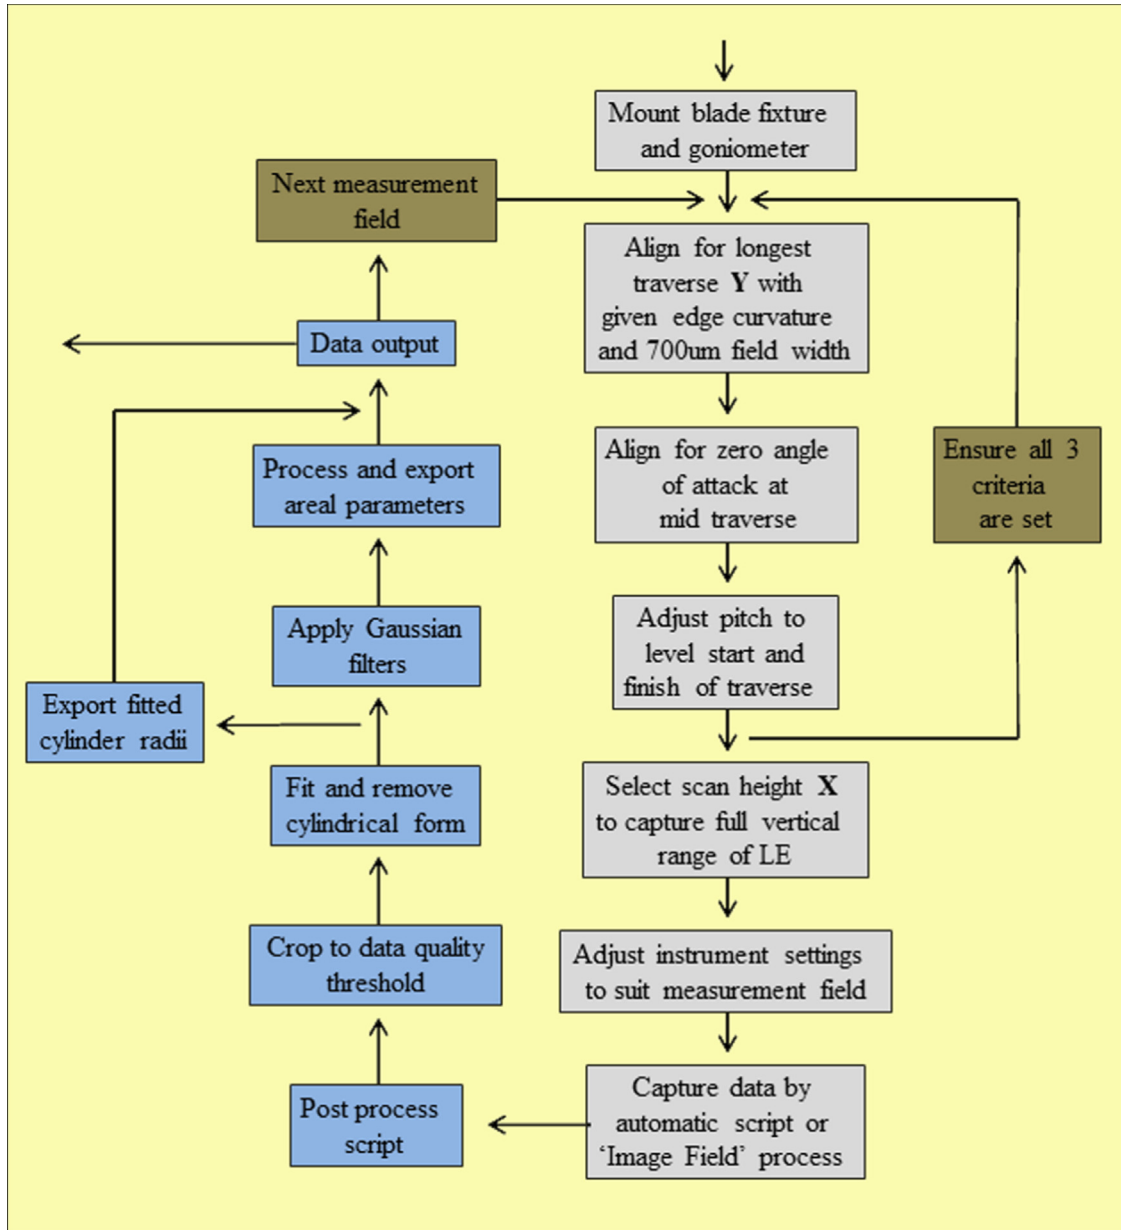 Mount blade fixture
and goniometer
Next measurement
field
Align for longest
traverse Y with
given edge curvature
and 700um field width
Data output
Align for zero angle
of attack at
mid traverse
Ensure all 3
criteria
are set
Process and export
areal parameters
Adjust pitch to
level start and
finish of traverse
Apply Gaussian
filters
Export fitted
cylinder radii
Select scan height X
to capture full vertical
range of LE
Fit and remove
cylindrical form
Adjust instrument settings
to suit measurement field
Crop to data quality
threshold
Capture data by
automatic script or
‘Image Field’ process
Post process
script